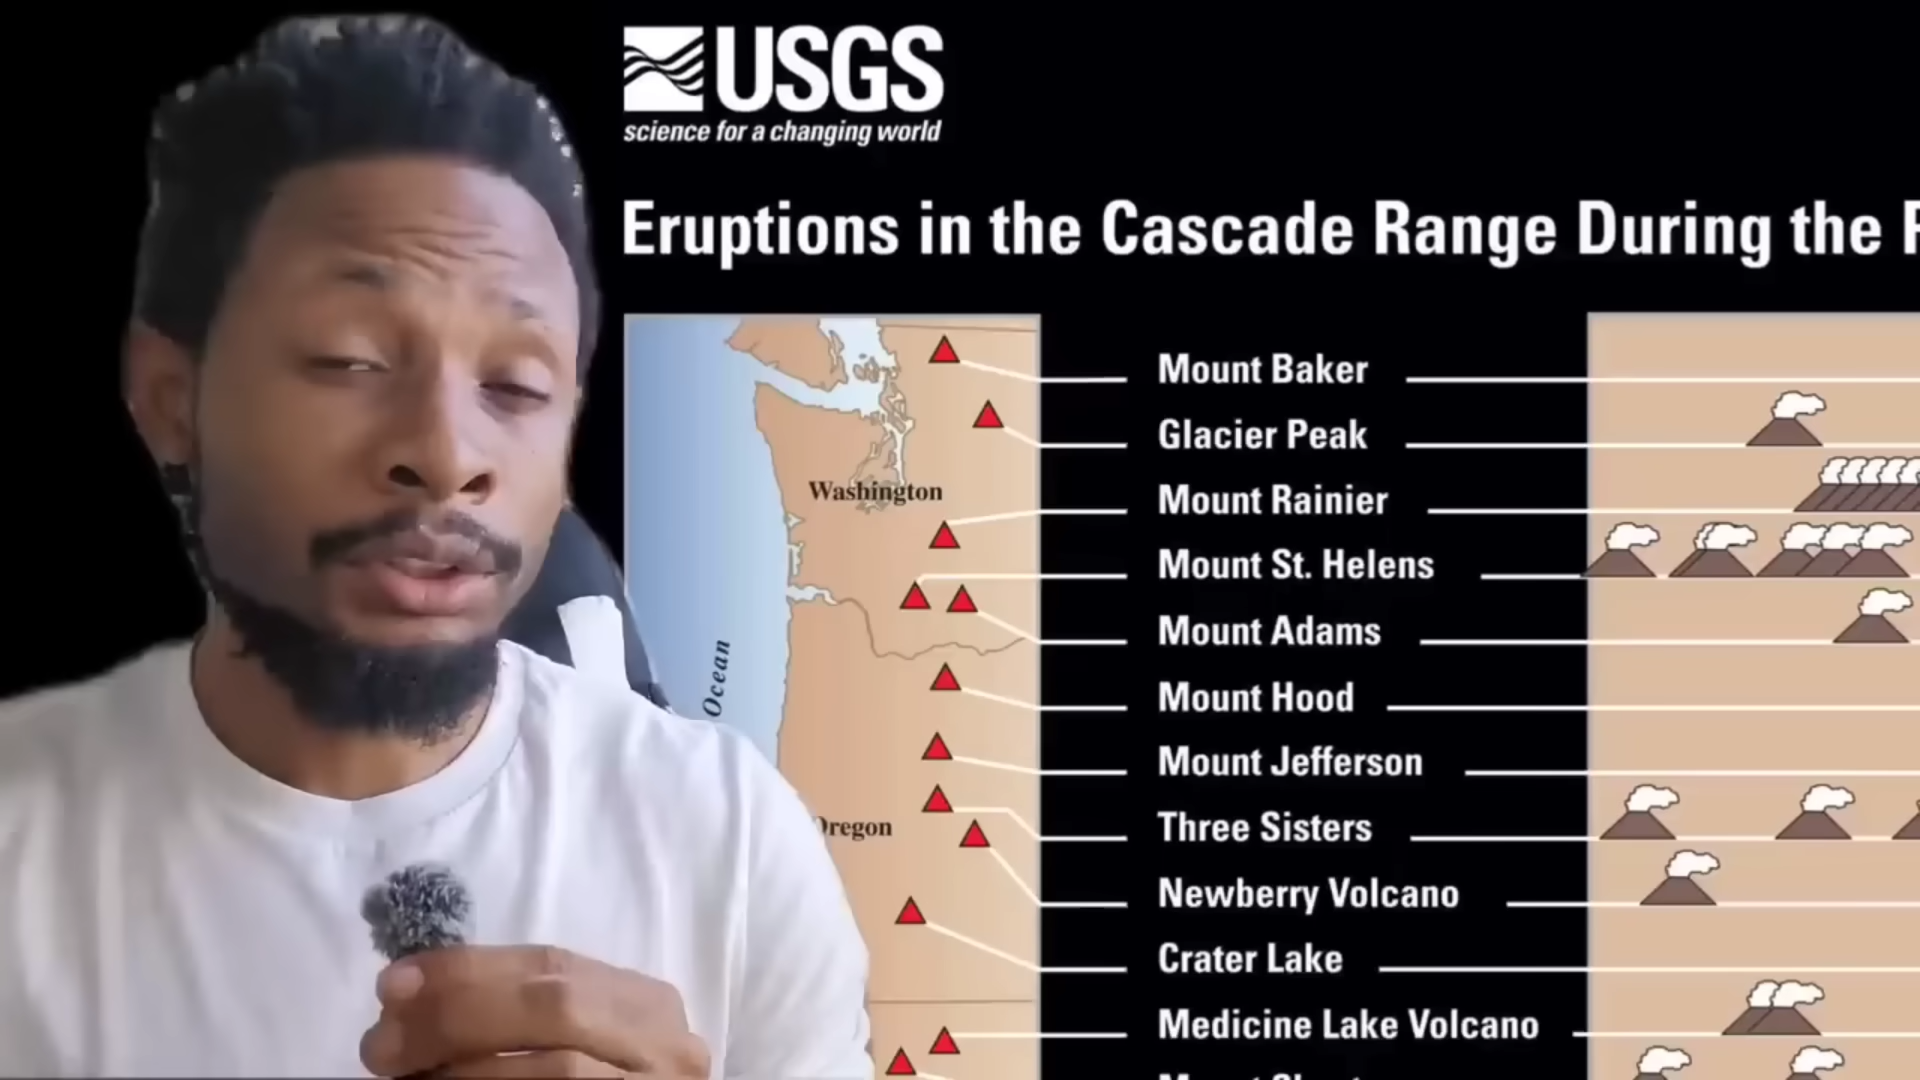 USGS
science for a changing world
Eruptions in the Cascade Range During the
Mount Baker
Glacier Peak
Washington
Mount Rainier
Mount St. Helens
Mount Adams
Ocean
Mount Hood
Mount Jefferson
Oregon
Three Sisters
Newberry Volcano
Crater Lake
Medicine Lake Volcano